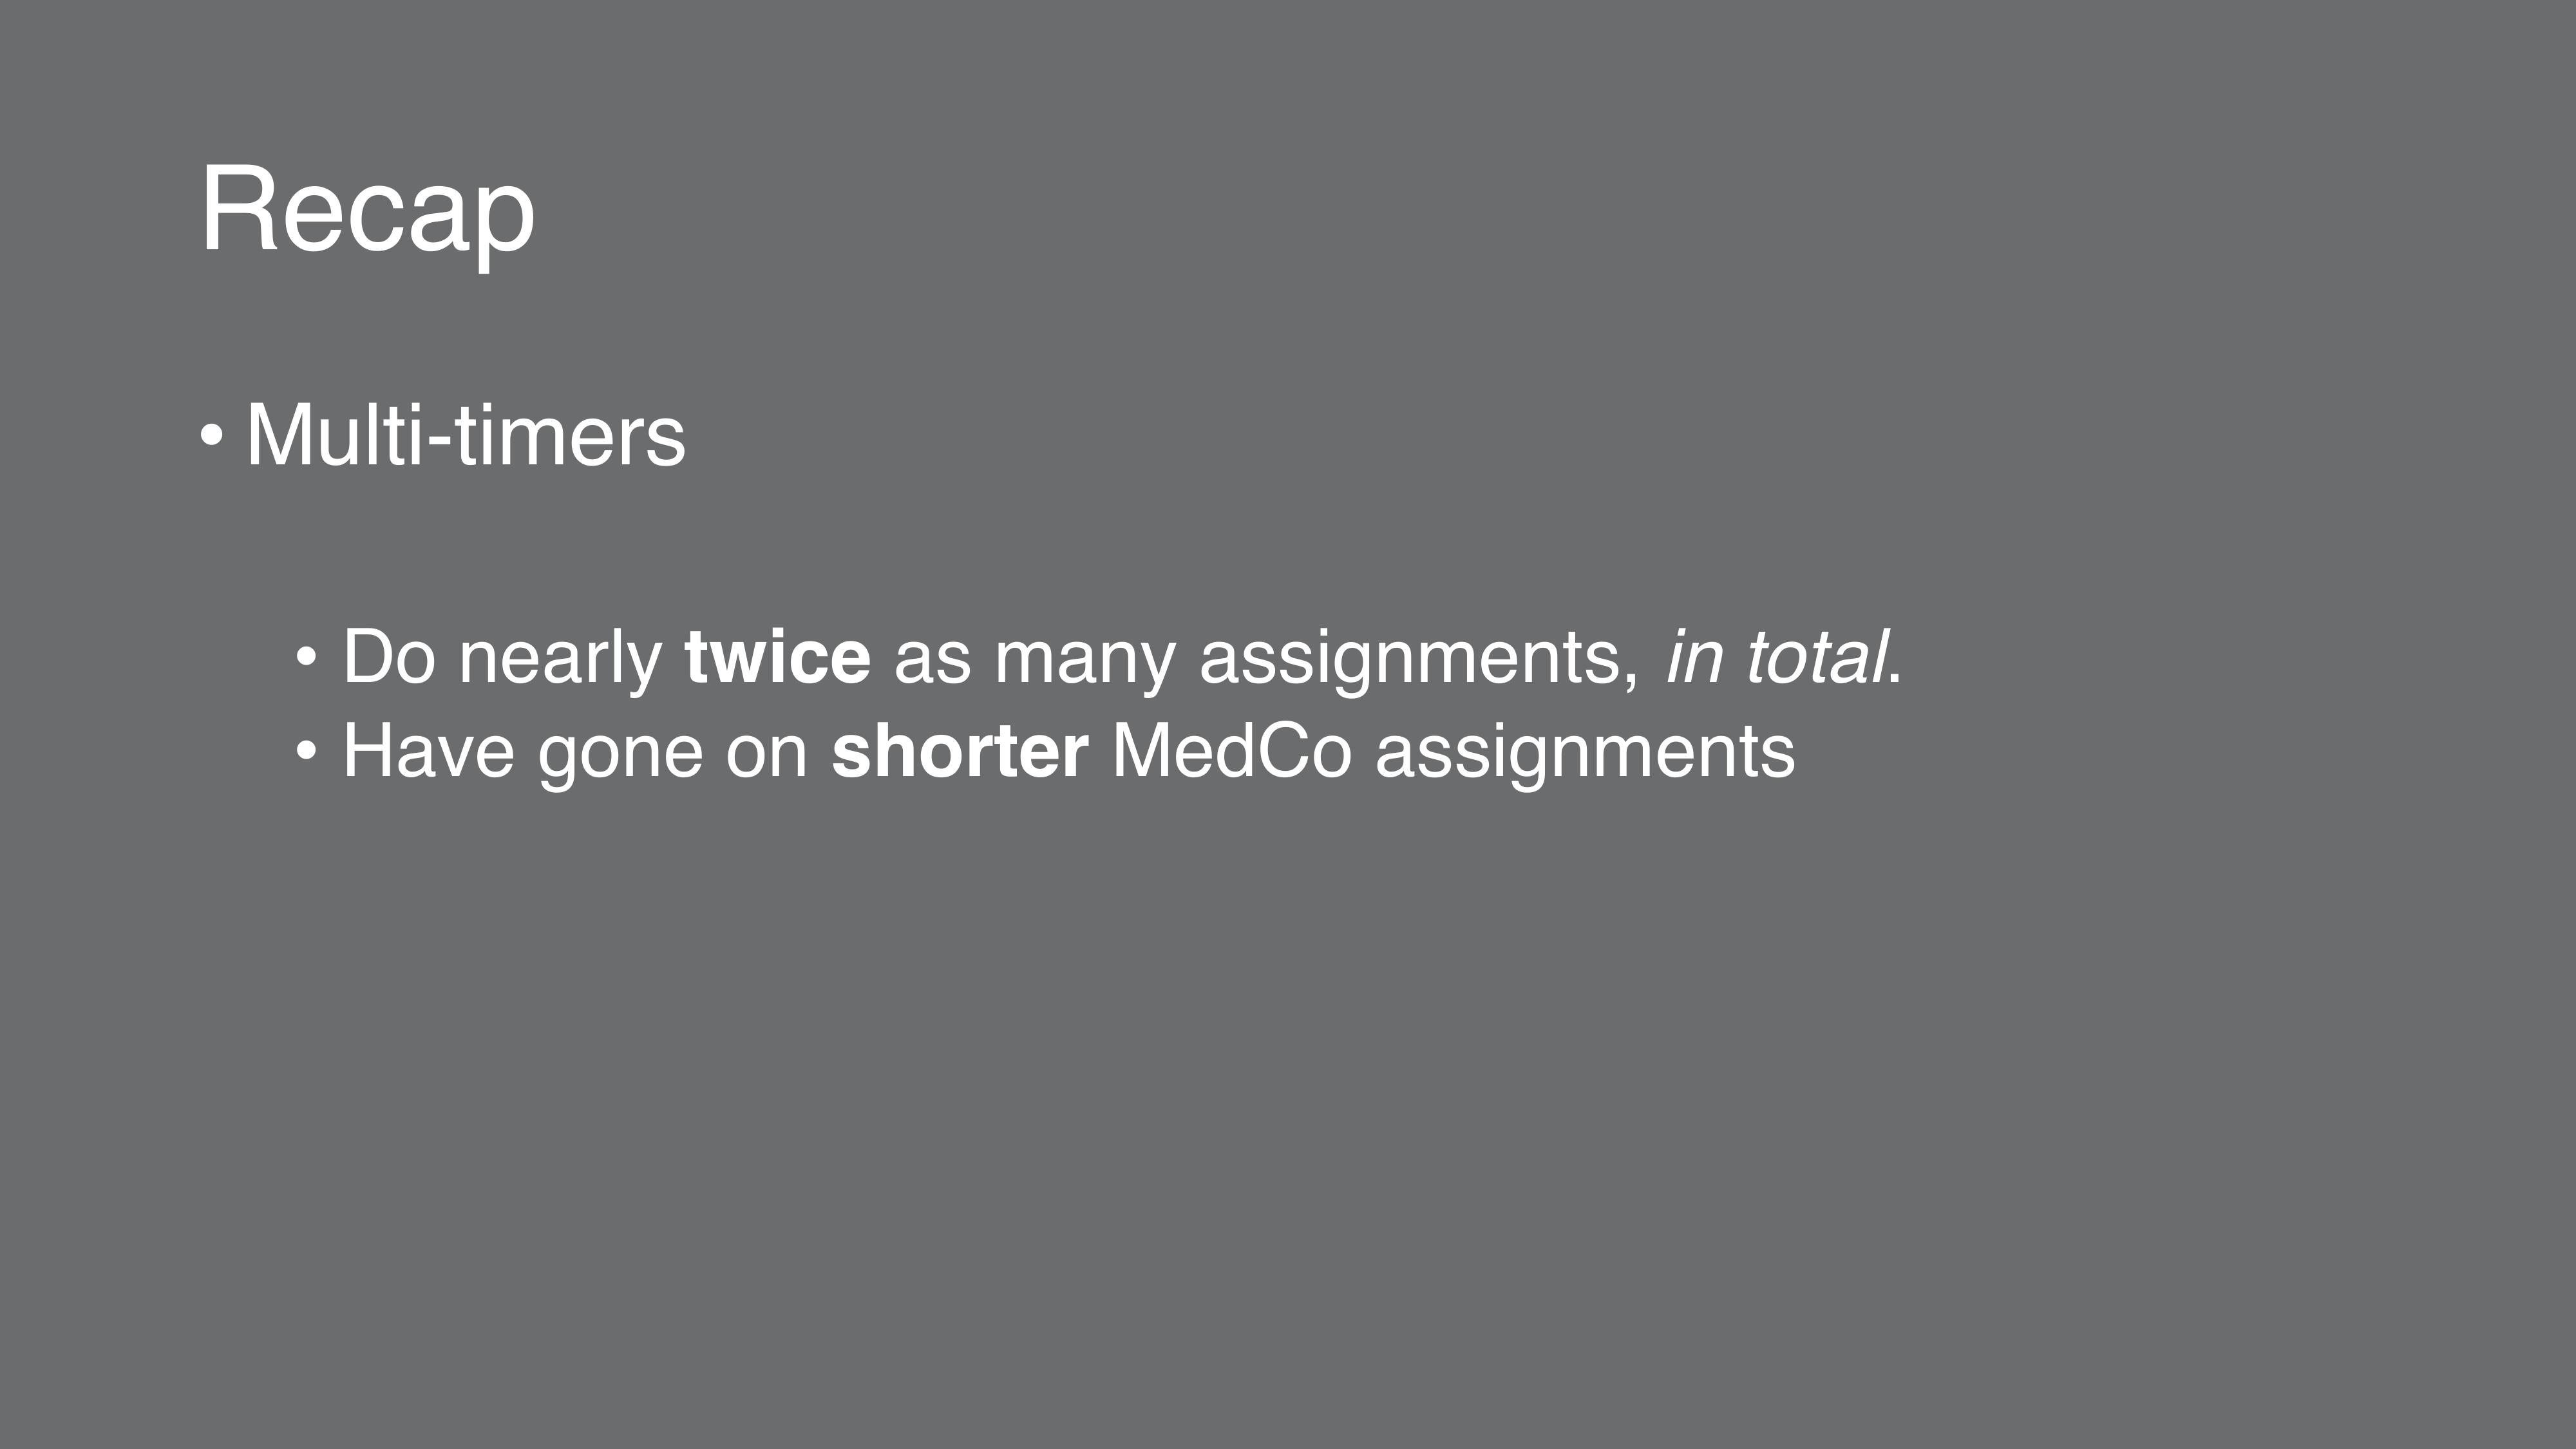 Recap
• Multi-timers
• Do nearly twice as many assignments, in total.
• Have gone on shorter MedCo assignments